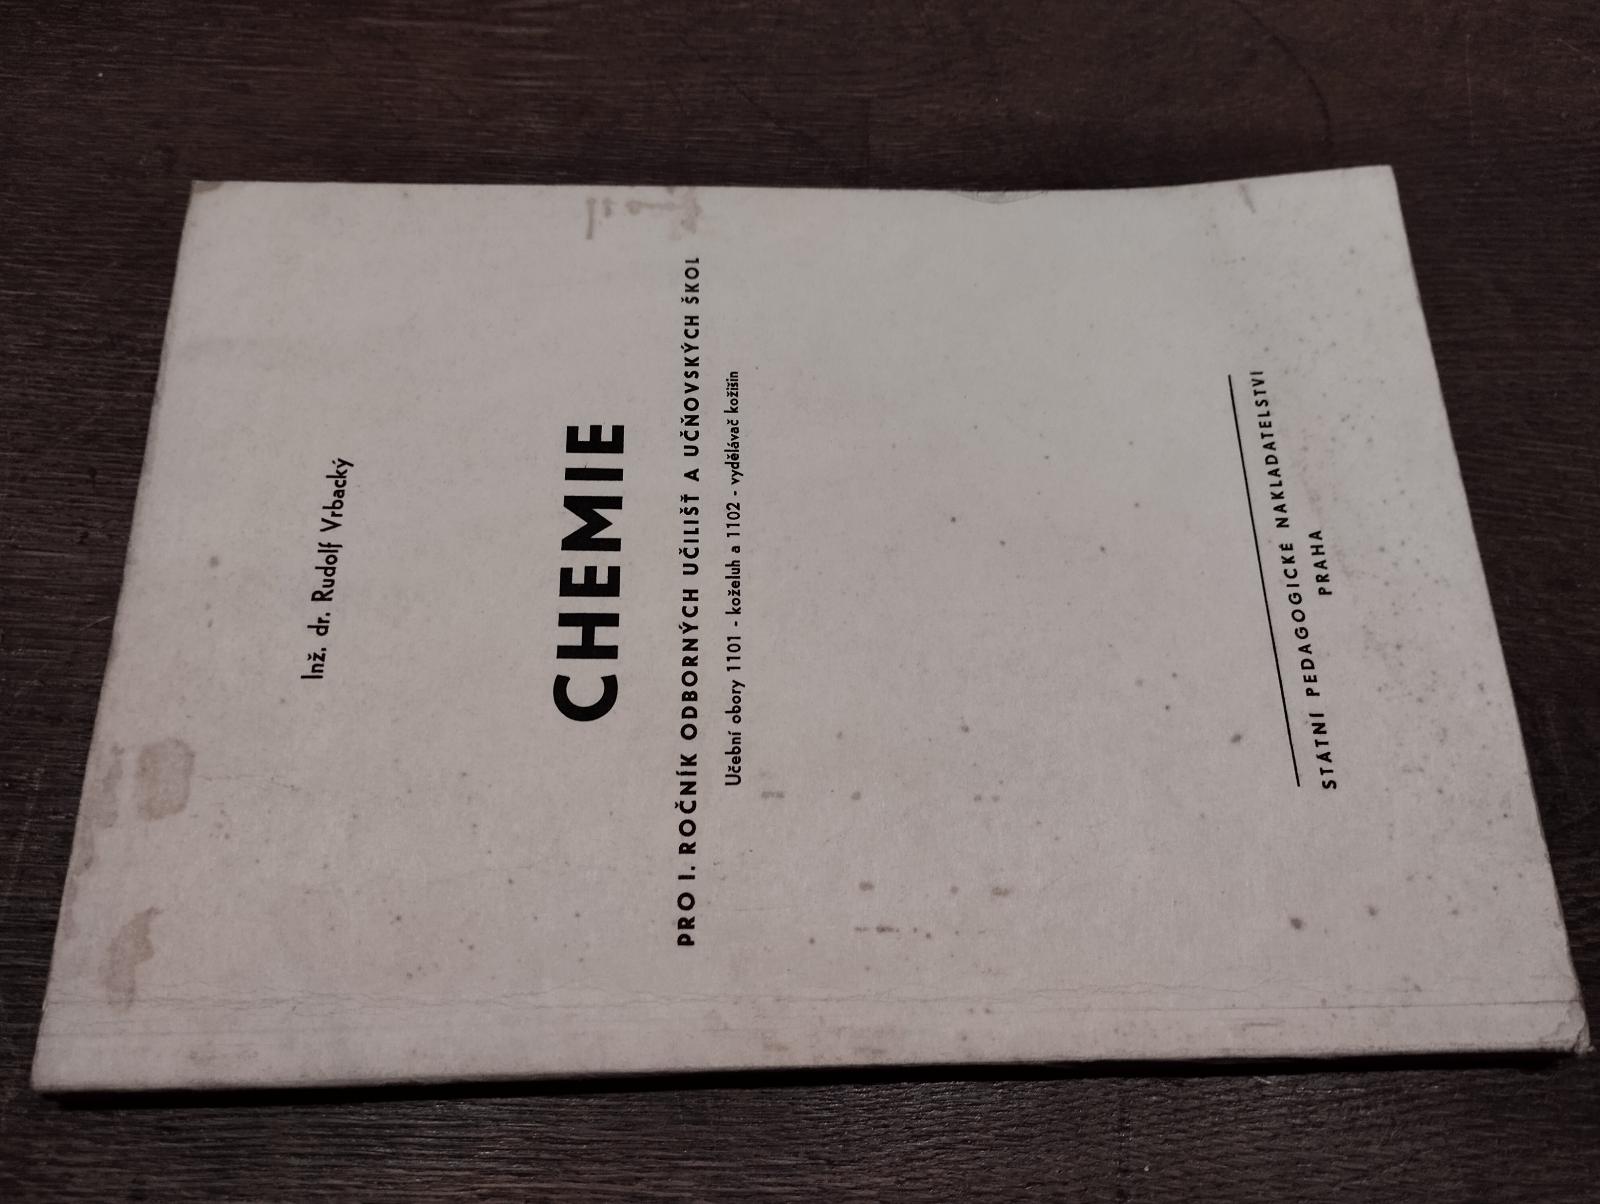 Inž. dr. Rudolf Vrbacký
CHEMIE
PRO I. ROČNÍK ODBORNÝCH UČILIŠŤ A UČŇOVSKÝCH ŠKOL
Učební obory 1101 - koželuh a 1102 - vydělávač kožišin
STÁTNÍ PEDAGOGICKÉ NAKLADATELSTVÍ
PRAHA